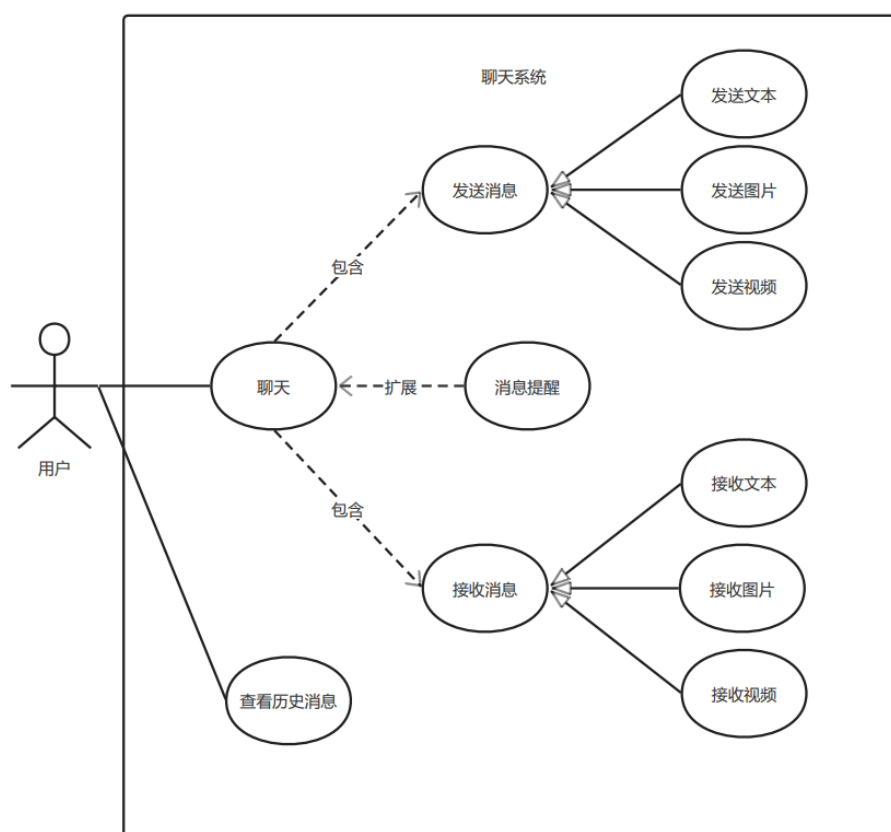 聊天系统
发送文本
发送消息
发送图片
包含
发送视频
聊天
扩展
消息提醒
用户
包含
接收文本
接收消息
接收图片
查看历史消息
接收视频